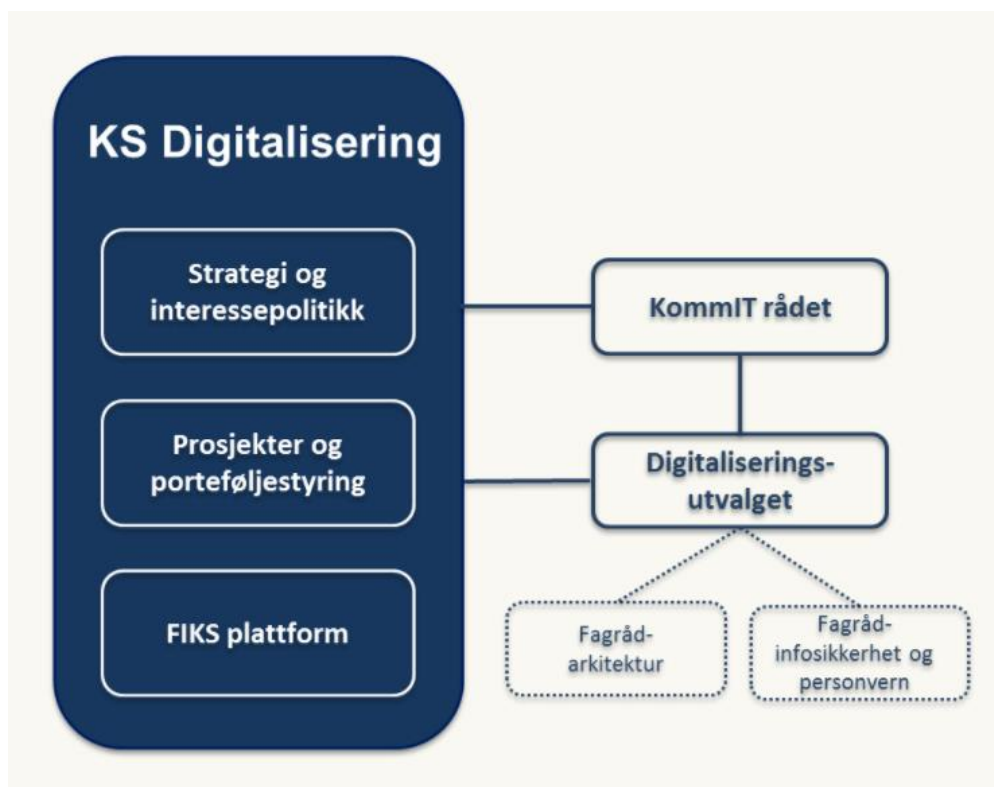 KS Digitalisering
Strategi og
interessepolitikk
Prosjekter og
porteføljestyring
FIKS plattform
KommIT rådet
Digitaliserings-
utvalget
Fagråd-
arkitektur
Fagråd-
infosikkerhet og
personvern